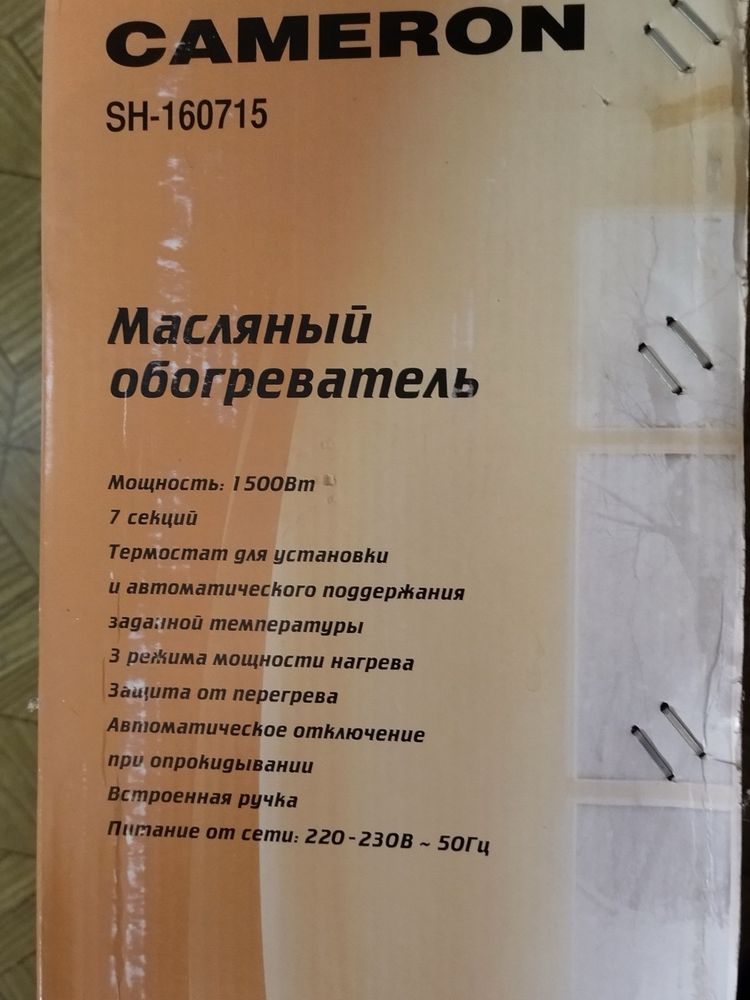 CAMERON
SH-160715
Масляный
обогреватель
Мощность: 1500Вт
7 секций
Термостат для установки
и автоматического поддержания
заданной температуры
3 режима мощности нагрева
Защита от перегрева
Автоматическое отключение
при опрокидывании
Встроенная ручка
Питание от сети: 220-230В ~ 50Гц